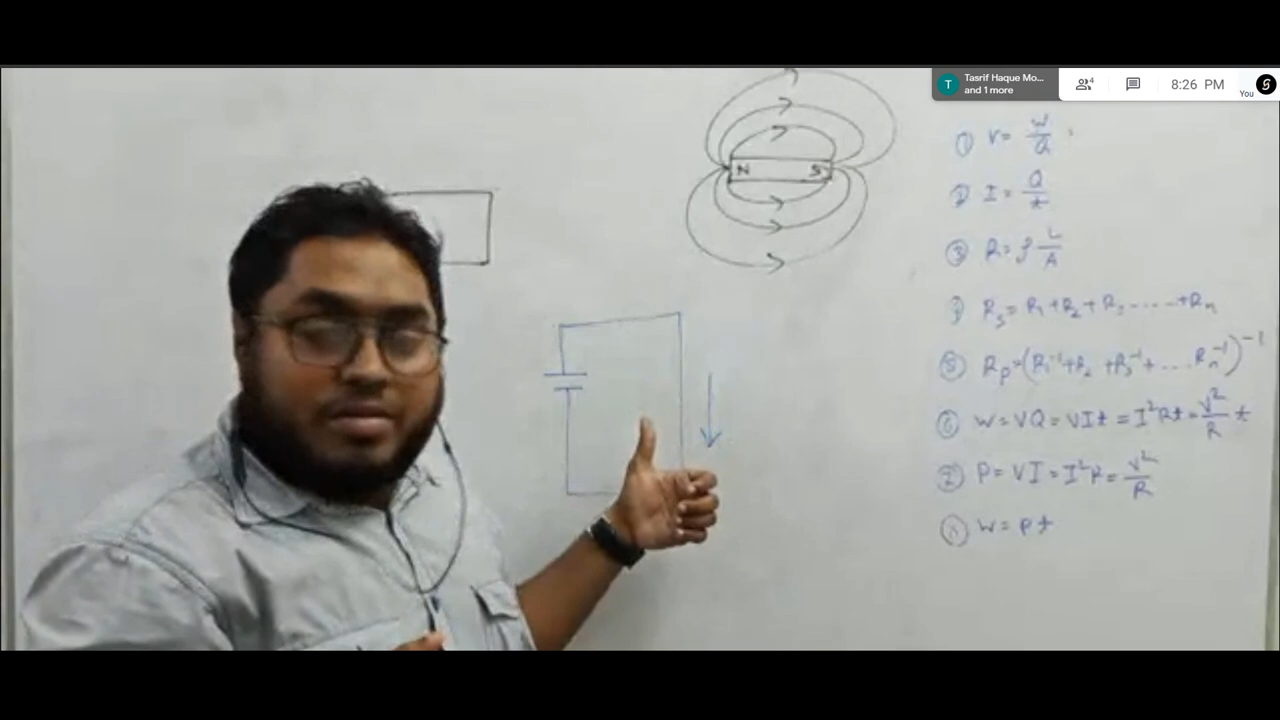 T Tasrif Haque Mo...
and 1 more
4
8:26 PM
You
N S
① V = W/Q
② I = Q/t
③ R = ρ L/A
④ Rs = R1 + R2 + R3 ..... + Rn
⑤ Rp = (R1⁻¹ + R2 + R3⁻¹ + .... Rn⁻¹)⁻¹
⑥ W = VQ = VIt = I²Rt = V²/R t
⑦ P = VI = I²R = V²/R
⑧ W = Pt